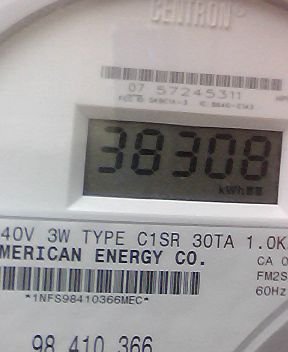 CENTRON
07 57245311
38308
kWh
40V 3W TYPE C1SR 30TA 1.0K
MERICAN ENERGY CO.
CA 0
FM2S
60Hz
*1NFS98410366MEC*
98 410 366